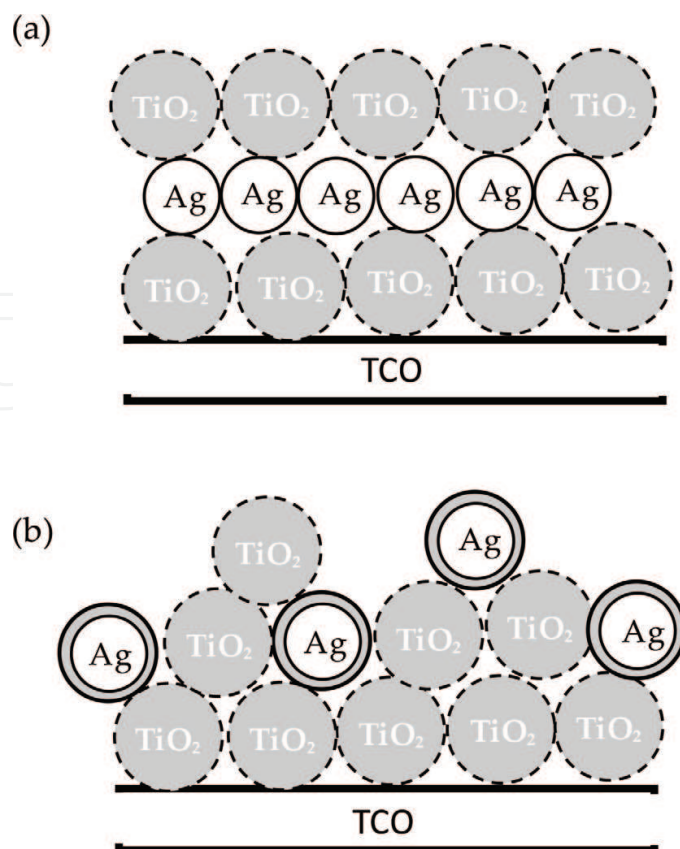 (a)
TiO₂ TiO₂ TiO₂ TiO₂ TiO₂
Ag Ag Ag Ag Ag Ag
TiO₂ TiO₂ TiO₂ TiO₂ TiO₂
TCO
(b)
Ag
TiO₂
Ag TiO₂ Ag TiO₂ TiO₂ Ag
TiO₂ TiO₂ TiO₂ TiO₂ TiO₂
TCO